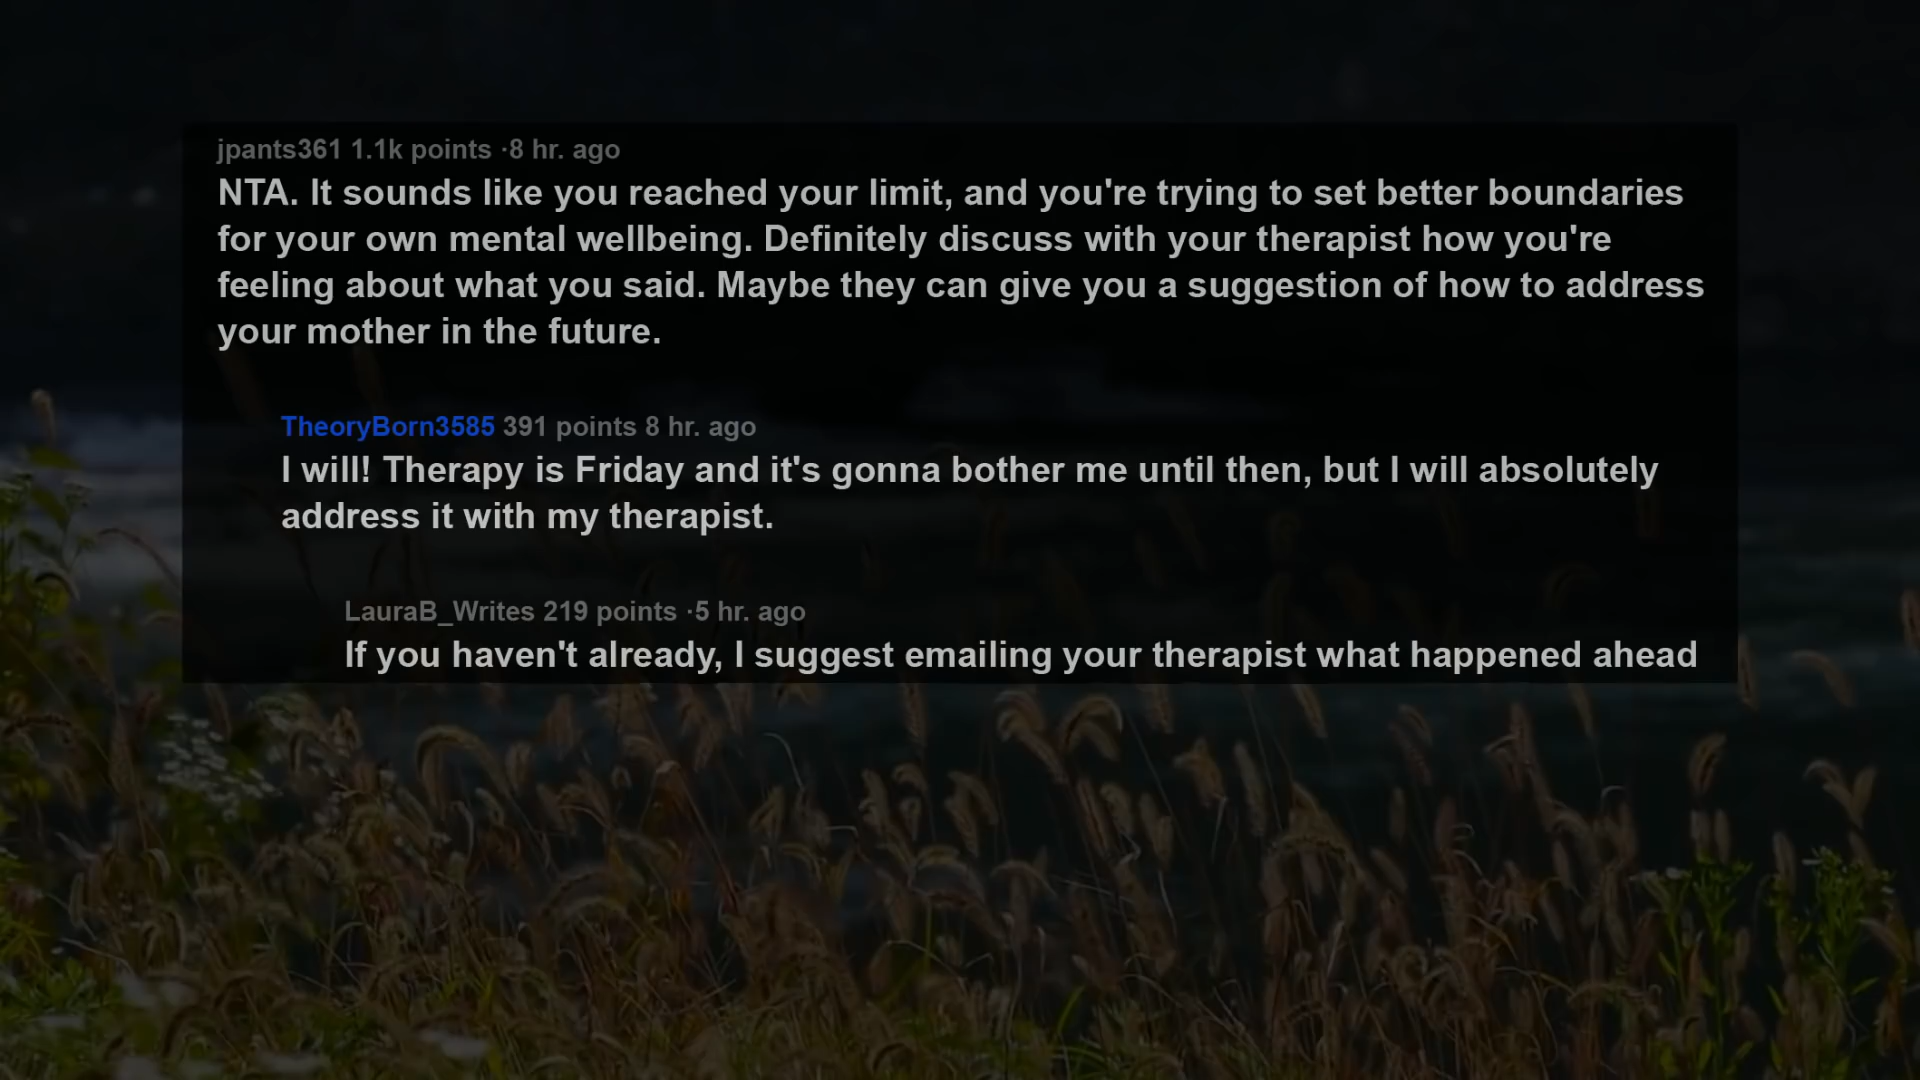 jpants361 1.1k points ·8 hr. ago
NTA. It sounds like you reached your limit, and you're trying to set better boundaries
for your own mental wellbeing. Definitely discuss with your therapist how you're
feeling about what you said. Maybe they can give you a suggestion of how to address
your mother in the future.
TheoryBorn3585 391 points 8 hr. ago
I will! Therapy is Friday and it's gonna bother me until then, but I will absolutely
address it with my therapist.
LauraB_Writes 219 points ·5 hr. ago
If you haven't already, I suggest emailing your therapist what happened ahead